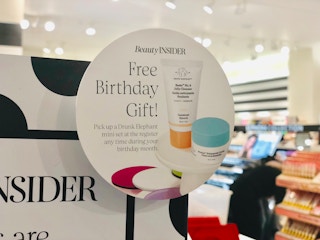 Beauty INSIDER
Free
Birthday
Gift!
Pick up a Drunk Elephant
mini set at the register
any time during your
birthday month.
INSIDER
are